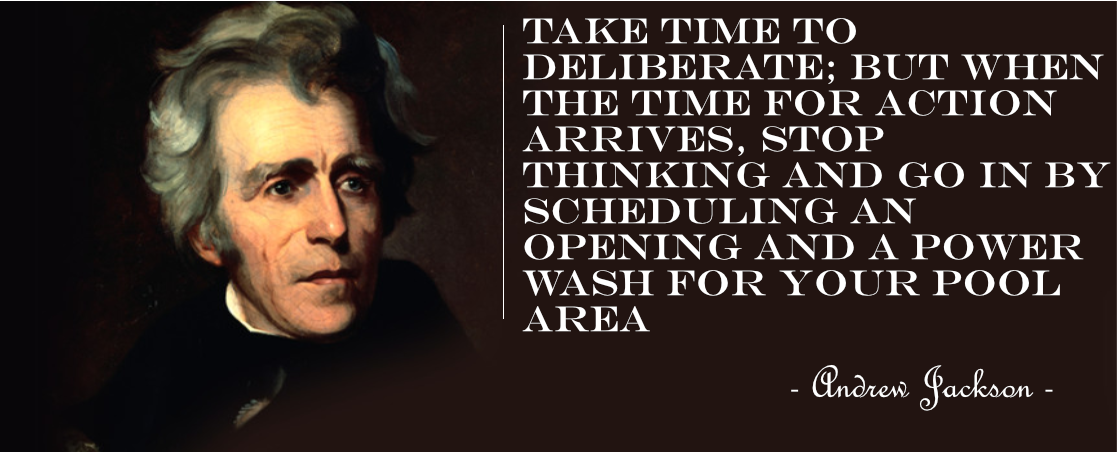 TAKE TIME TO
DELIBERATE; BUT WHEN
THE TIME FOR ACTION
ARRIVES, STOP
THINKING AND GO IN BY
SCHEDULING AN
OPENING AND A POWER
WASH FOR YOUR POOL
AREA
- Andrew Jackson -